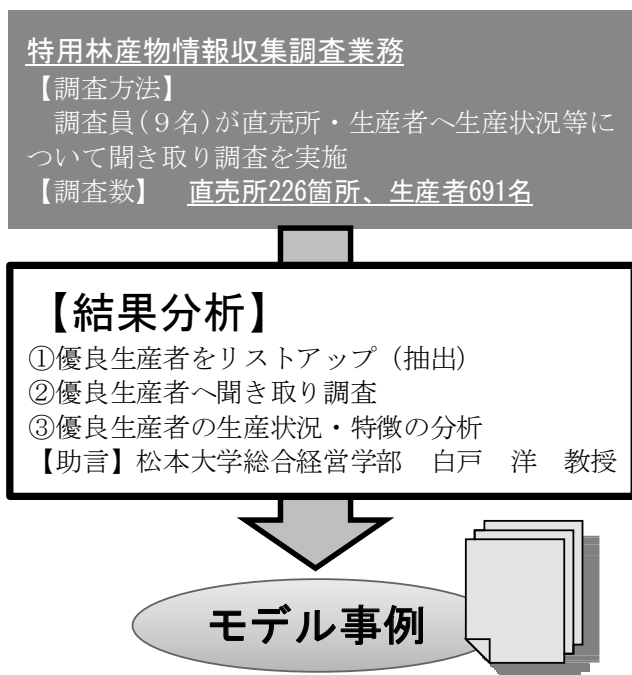 特用林産物情報収集調査業務
【調査方法】
調査員(９名)が直売所・生産者へ生産状況等に
ついて聞き取り調査を実施
【調査数】　直売所226箇所、生産者691名
【結果分析】
①優良生産者をリストアップ（抽出）
②優良生産者へ聞き取り調査
③優良生産者の生産状況・特徴の分析
【助言】松本大学総合経営学部　白戸　洋　教授
モデル事例